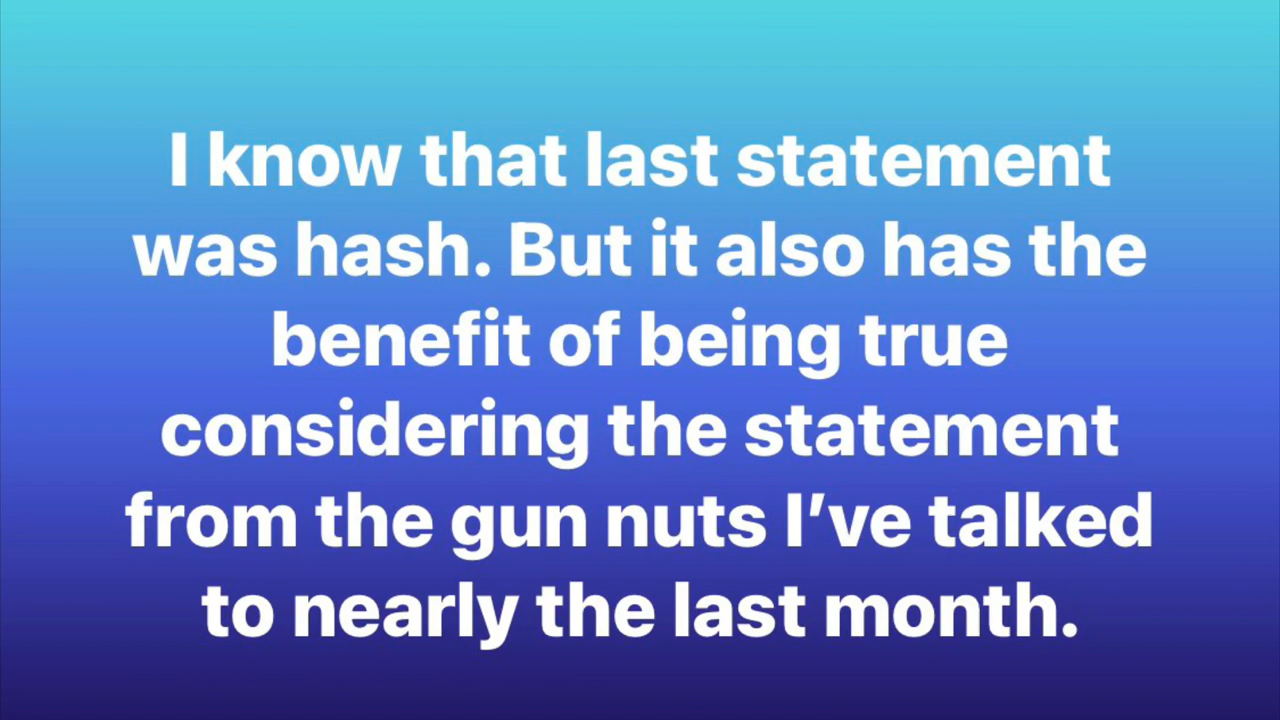 I know that last statement
was hash. But it also has the
benefit of being true
considering the statement
from the gun nuts I’ve talked
to nearly the last month.